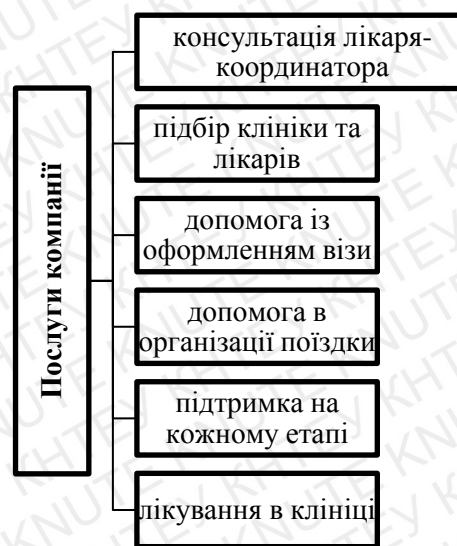 консультація лікаря-
координатора
підбір клініки та
лікарів
допомога із
оформленням візи
Послуги компанії
допомога в
організації поїздки
підтримка на
кожному етапі
лікування в клініці